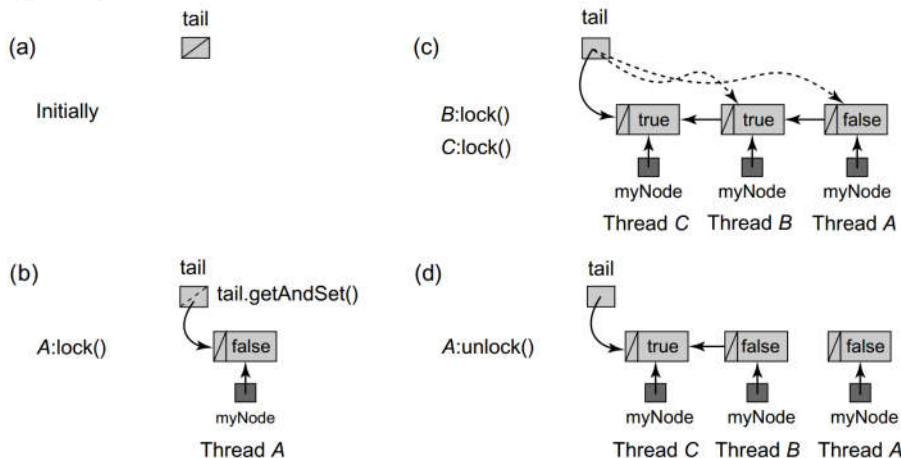 (a)
tail
Initially
(b)
tail
tail.getAndSet()
A:lock()
false
myNode
Thread A
(c)
tail
B:lock()
C:lock()
true
true
false
myNode
myNode
myNode
Thread C
Thread B
Thread A
(d)
tail
A:unlock()
true
false
false
myNode
myNode
myNode
Thread C
Thread B
Thread A